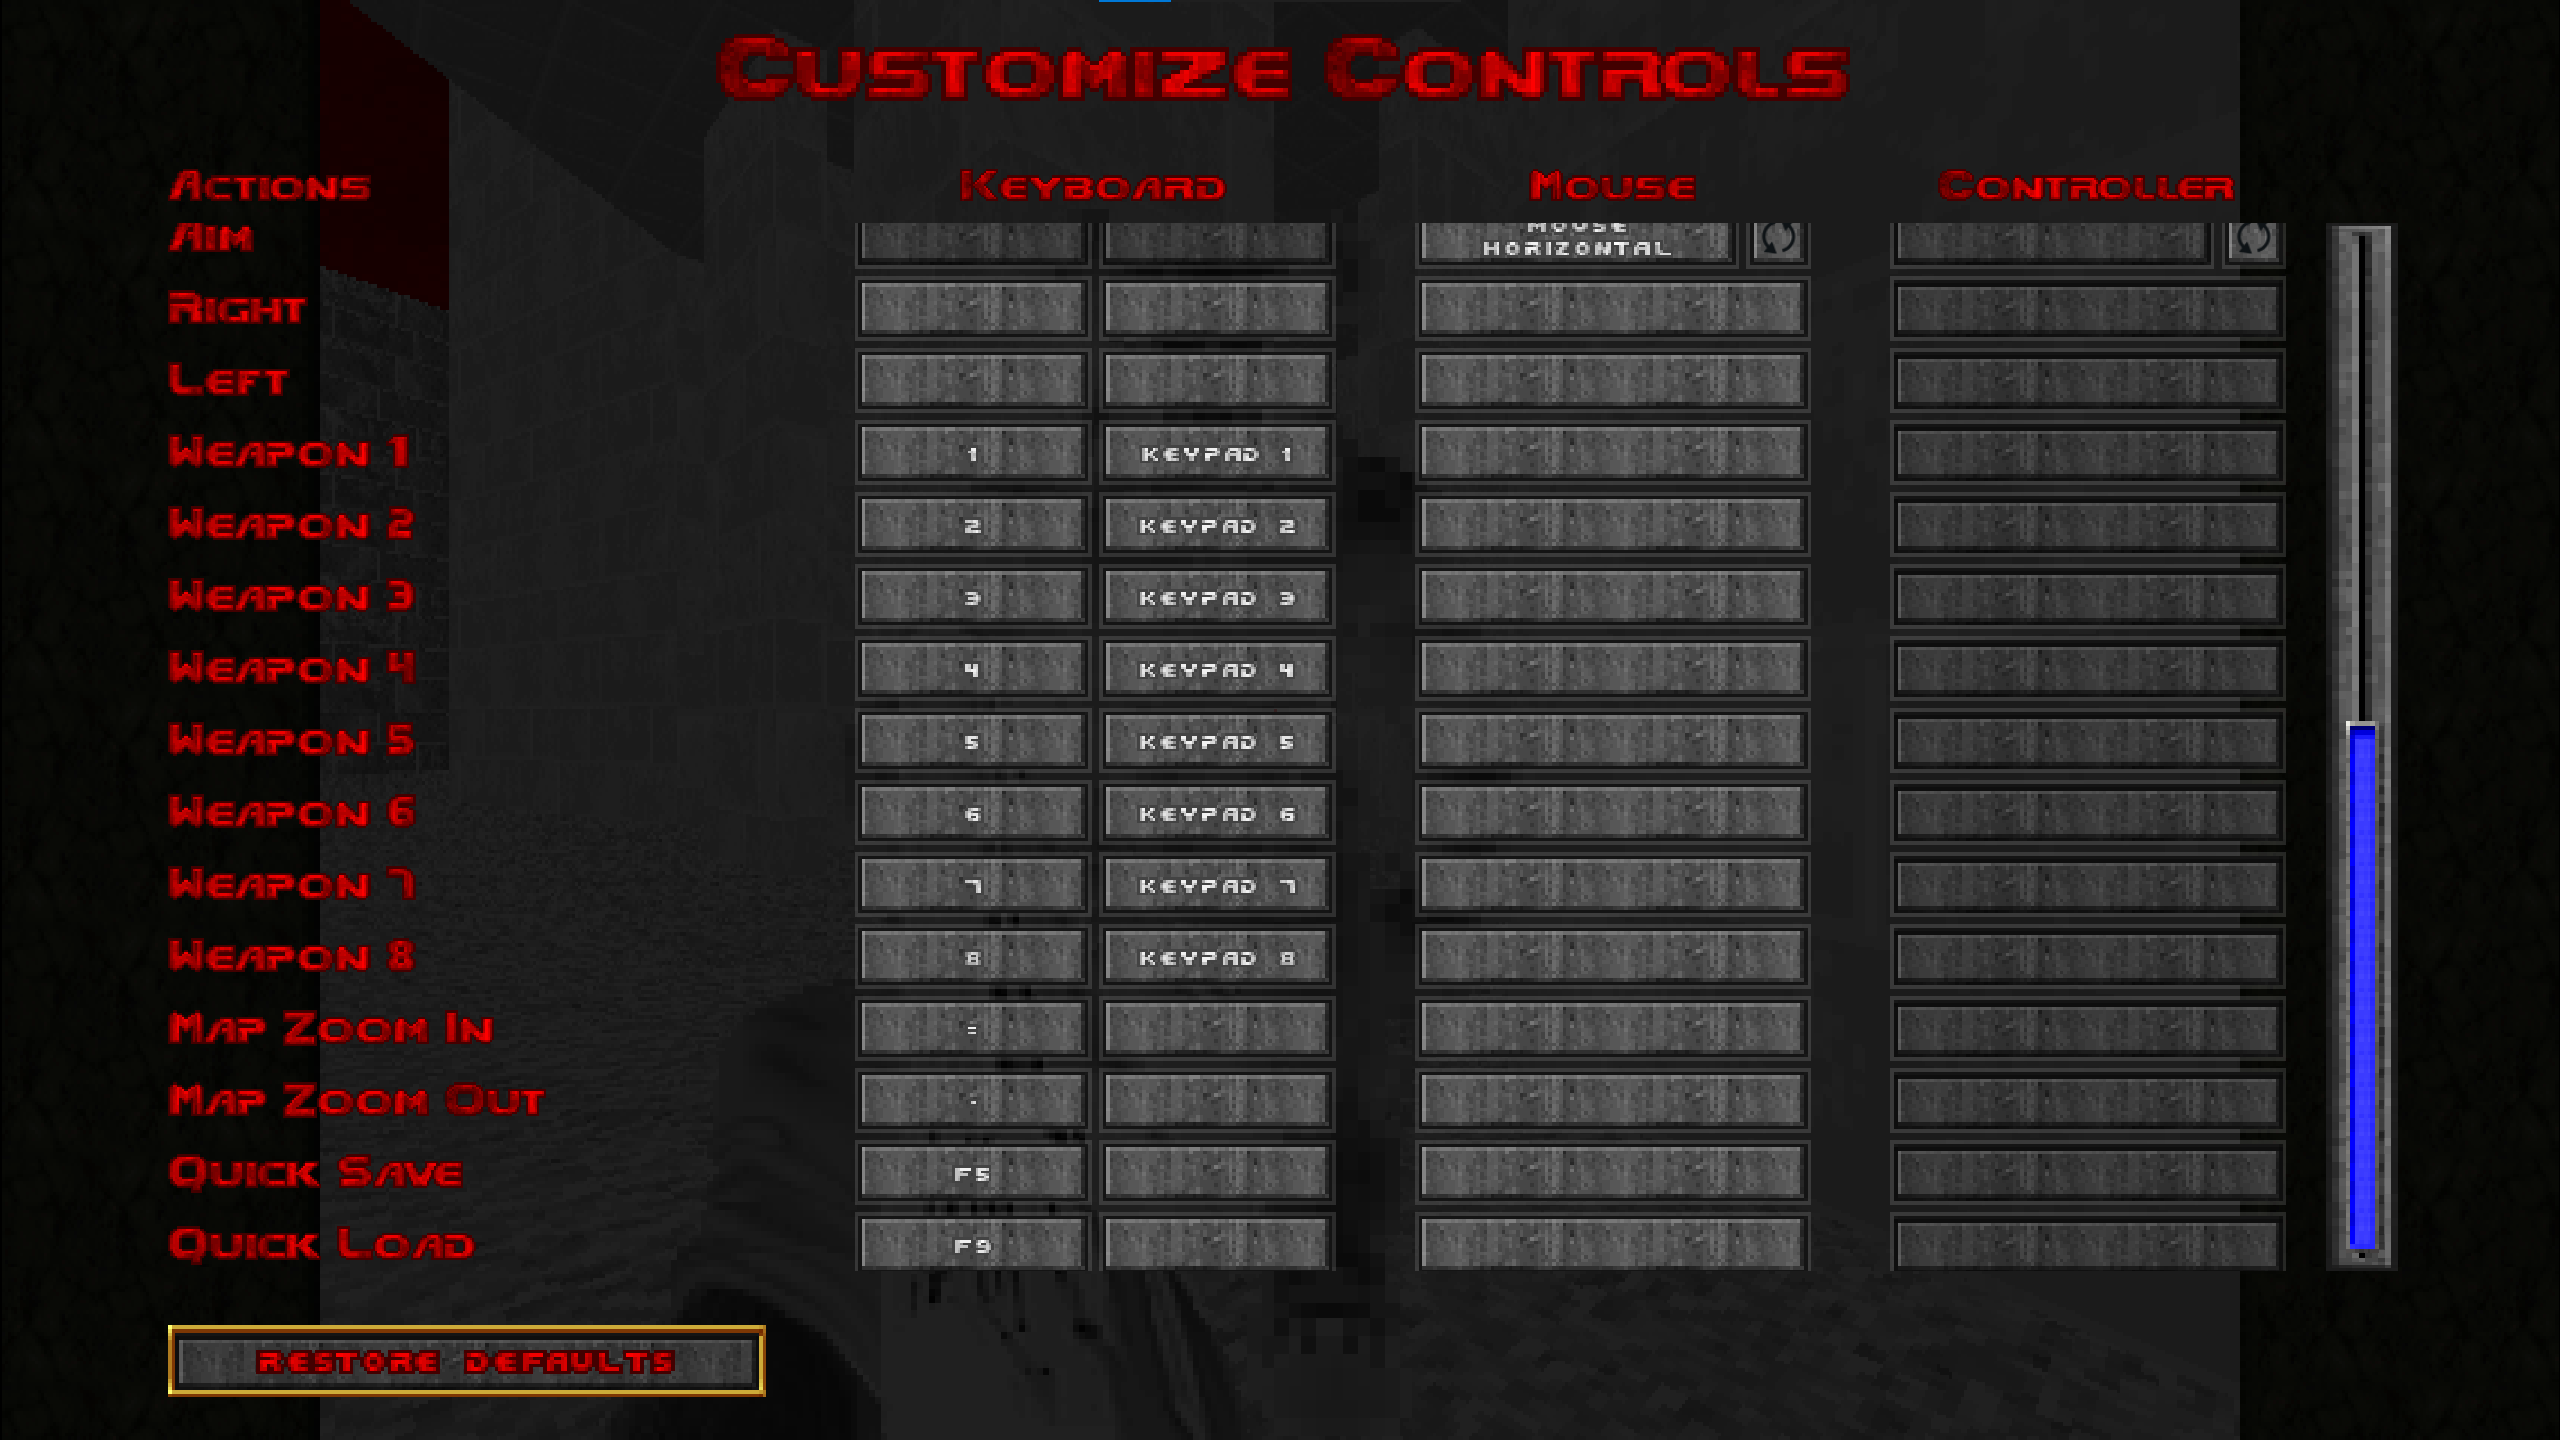 Customize Controls
Actions Keyboard Mouse Controller
Aim MOUSE
HORIZONTAL
Right
Left
Weapon 1 1 KEYPAD 1
Weapon 2 2 KEYPAD 2
Weapon 3 3 KEYPAD 3
Weapon 4 4 KEYPAD 4
Weapon 5 5 KEYPAD 5
Weapon 6 6 KEYPAD 6
Weapon 7 7 KEYPAD 7
Weapon 8 8 KEYPAD 8
Map Zoom In =
Map Zoom Out -
Quick Save F5
Quick Load F9
RESTORE DEFAULTS